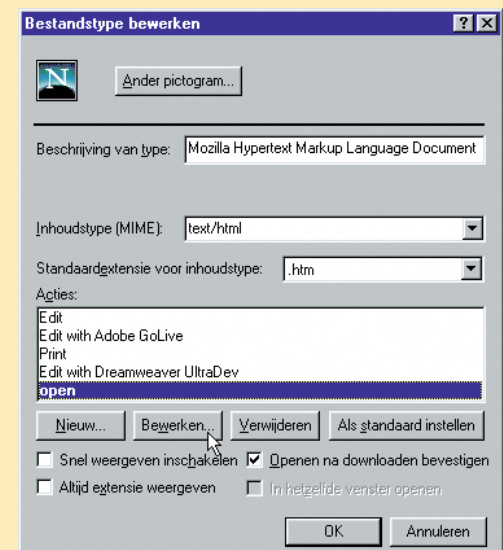 Bestandstype bewerken
N
Ander pictogram...
Beschrijving van type: Mozilla Hypertext Markup Language Document
Inhoudstype (MIME): text/html
Standaardextensie voor inhoudstype: .htm
Acties:
Edit
Edit with Adobe GoLive
Print
Edit with Dreamweaver UltraDev
open
Nieuw... Bewerken... Verwijderen Als standaard instellen
Snel weergeven inschakelen Openen na downloaden bevestigen
Altijd extensie weergeven In hetzelfde venster openen
OK Annuleren